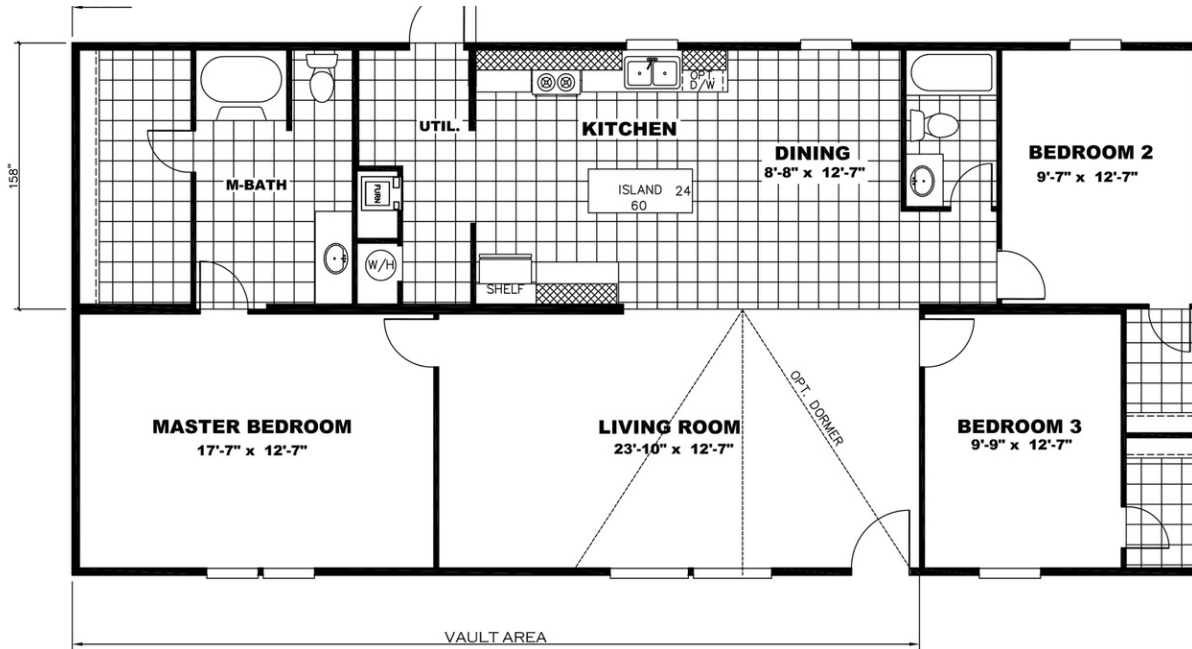 158"
M-BATH
UTIL.
FURN
W/H
KITCHEN
OPT.
D/W
ISLAND 24
60
SHELF
DINING
8'-8" x 12'-7"
BEDROOM 2
9'-7" x 12'-7"
MASTER BEDROOM
17'-7" x 12'-7"
LIVING ROOM
23'-10" x 12'-7"
OPT. DORMER
BEDROOM 3
9'-9" x 12'-7"
VAULT AREA